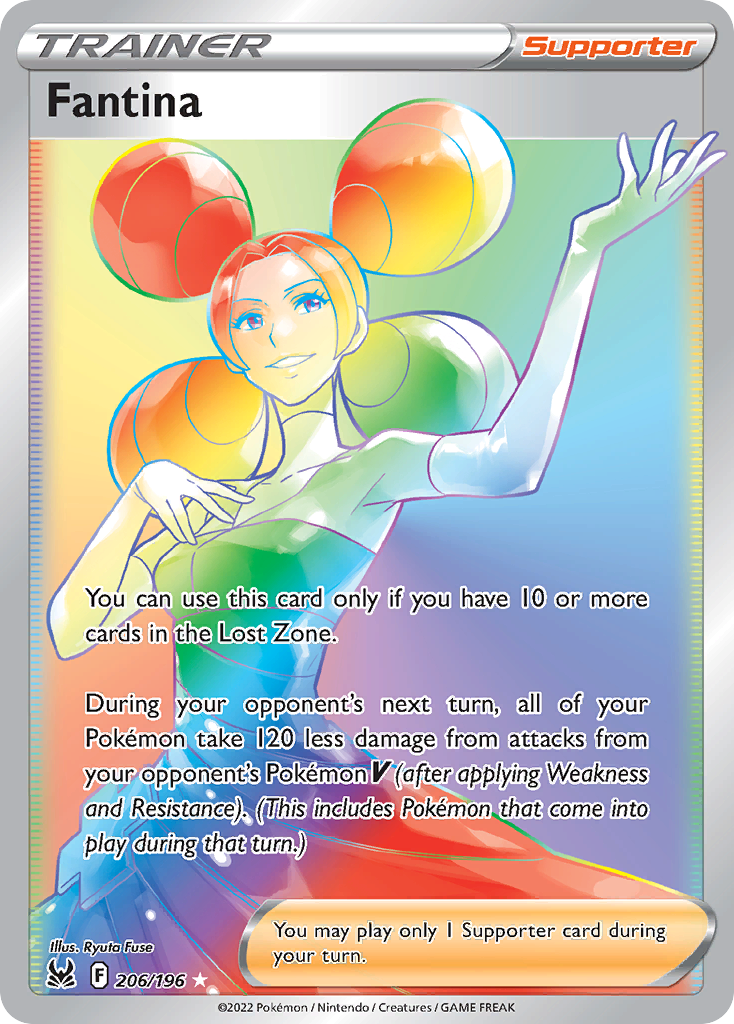 TRAINER Supporter
Fantina
You can use this card only if you have 10 or more
cards in the Lost Zone.
During your opponent's next turn, all of your
Pokémon take 120 less damage from attacks from
your opponent's Pokémon V (after applying Weakness
and Resistance). (This includes Pokémon that come into
play during that turn.)
You may play only 1 Supporter card during
your turn.
Illus. Ryuta Fuse
F 206/196 ★
©2022 Pokémon / Nintendo / Creatures / GAME FREAK